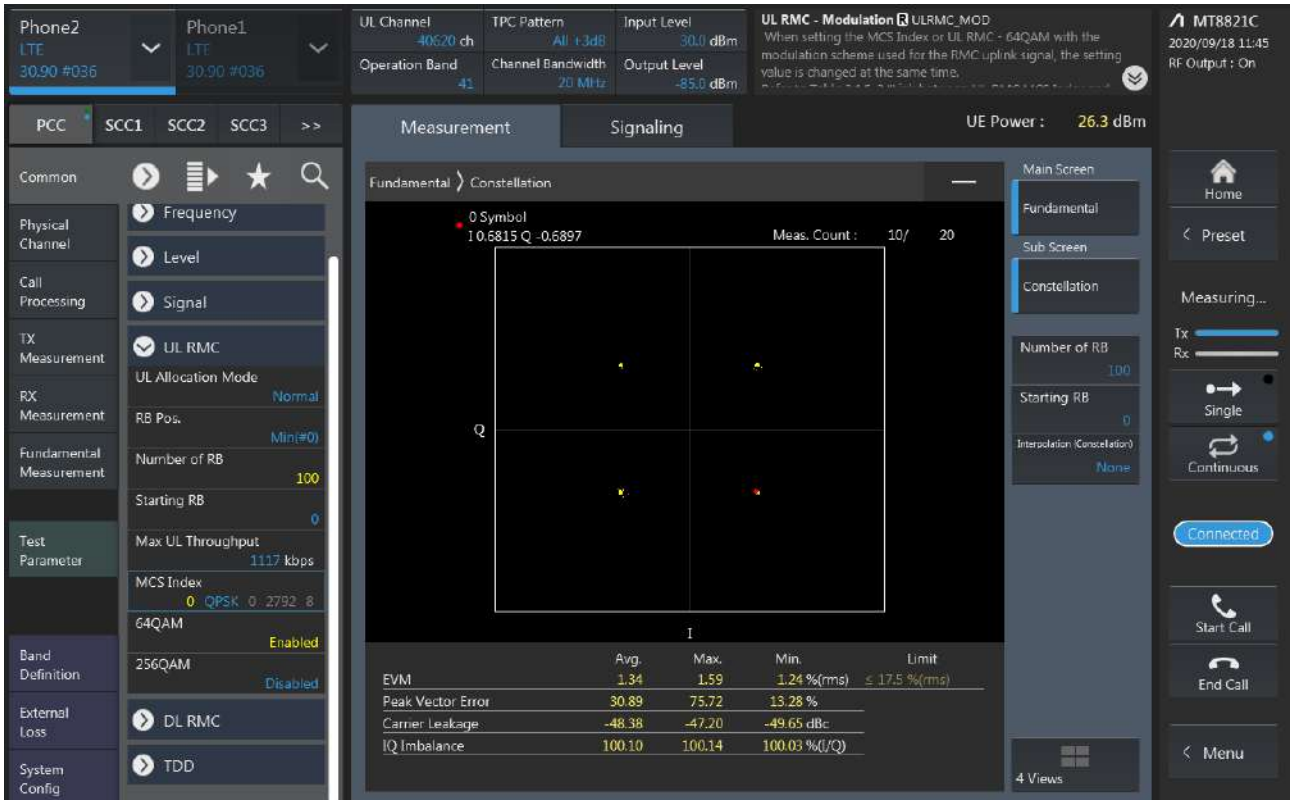 Phone2
LTE
30.90 #036
Phone1
LTE
30.90 #036
UL Channel
40620 ch
TPC Pattern
All +3dB
Input Level
30.0 dBm
Operation Band
41
Channel Bandwidth
20 MHz
Output Level
-85.0 dBm
UL RMC - Modulation R ULRMC_MOD
When setting the MCS Index or UL RMC - 64QAM with the
modulation scheme used for the RMC uplink signal, the setting
value is changed at the same time.
MT8821C
2020/09/18 11:45
RF Output : On
PCC
SCC1
SCC2
SCC3
>>
Measurement
Signaling
UE Power : 26.3 dBm
Common
Physical
Channel
Call
Processing
TX
Measurement
RX
Measurement
Fundamental
Measurement
Test
Parameter
Band
Definition
External
Loss
System
Config
Frequency
Level
Signal
UL RMC
UL Allocation Mode
Normal
RB Pos.
Min(#0)
Number of RB
100
Starting RB
0
Max UL Throughput
1117 kbps
MCS Index
0 QPSK 0 2792 8
64QAM
Enabled
256QAM
Disabled
DL RMC
TDD
Fundamental > Constellation
0 Symbol
I 0.6815 Q -0.6897
Meas. Count : 10/ 20
Q
I
Avg. Max. Min. Limit
EVM 1.34 1.59 1.24 %(rms) ≤ 17.5 %(rms)
Peak Vector Error 30.89 75.72 13.28 %
Carrier Leakage -48.38 -47.20 -49.65 dBc
IQ Imbalance 100.10 100.14 100.03 %(I/Q)
Main Screen
Fundamental
Sub Screen
Constellation
Number of RB
100
Starting RB
0
Interpolation (Constellation)
None
4 Views
Home
< Preset
Measuring...
Tx
Rx
Single
Continuous
Connected
Start Call
End Call
< Menu